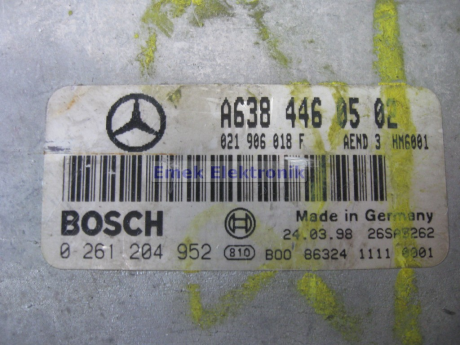 A638 446 05 02
021 906 018 F AEND 3 HM6001
Emek Elektronik
BOSCH
Made in Germany
24.03.98
0 261 204 952 810 B00 86324 1111 0001